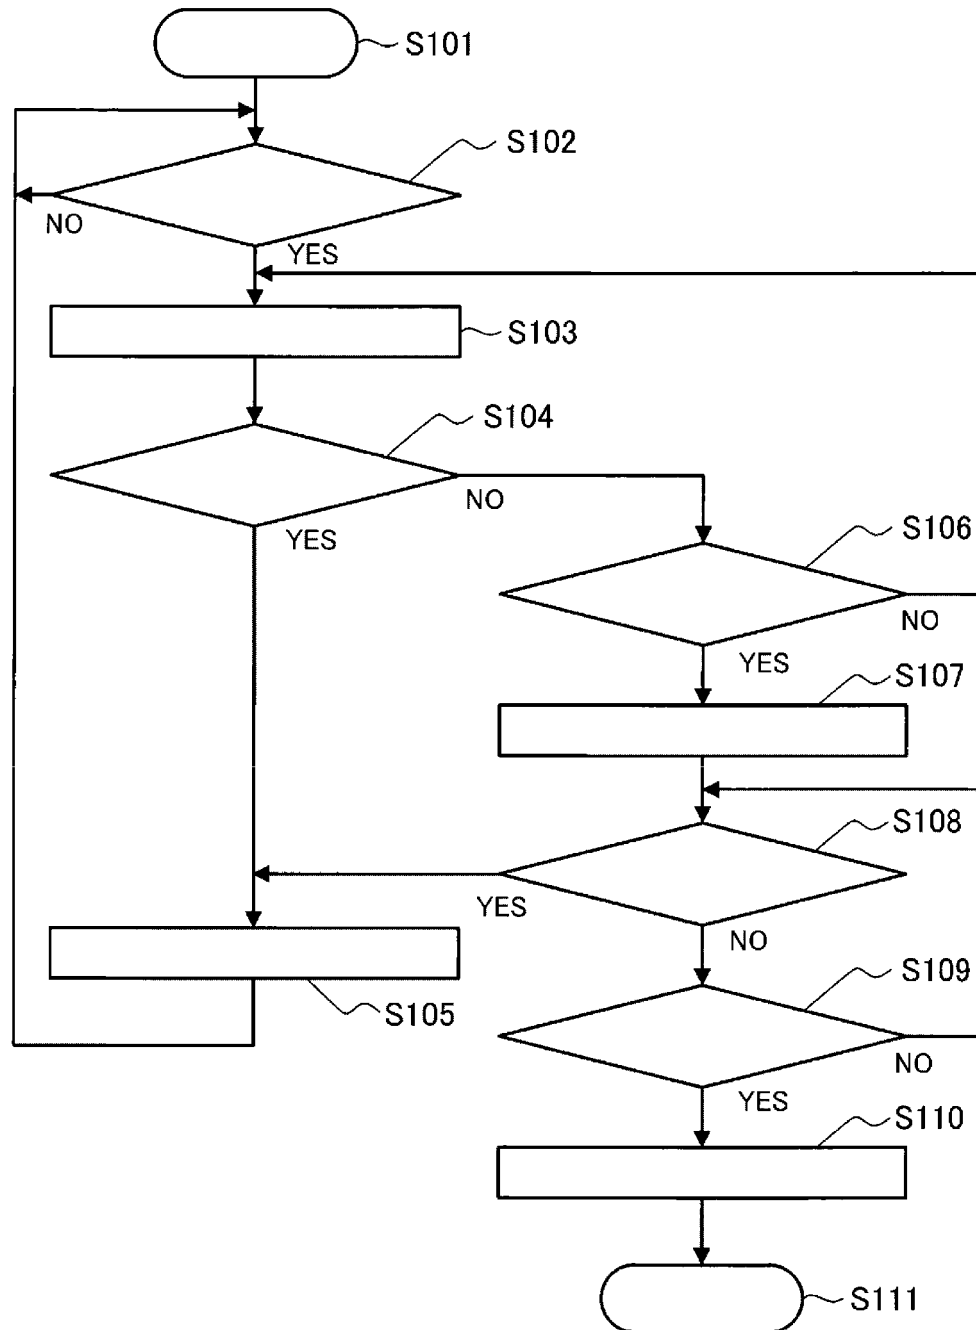 S101
S102
NO
YES
S103
S104
NO
YES
S106
NO
YES
S107
S108
YES
NO
S105
S109
NO
YES
S110
S111